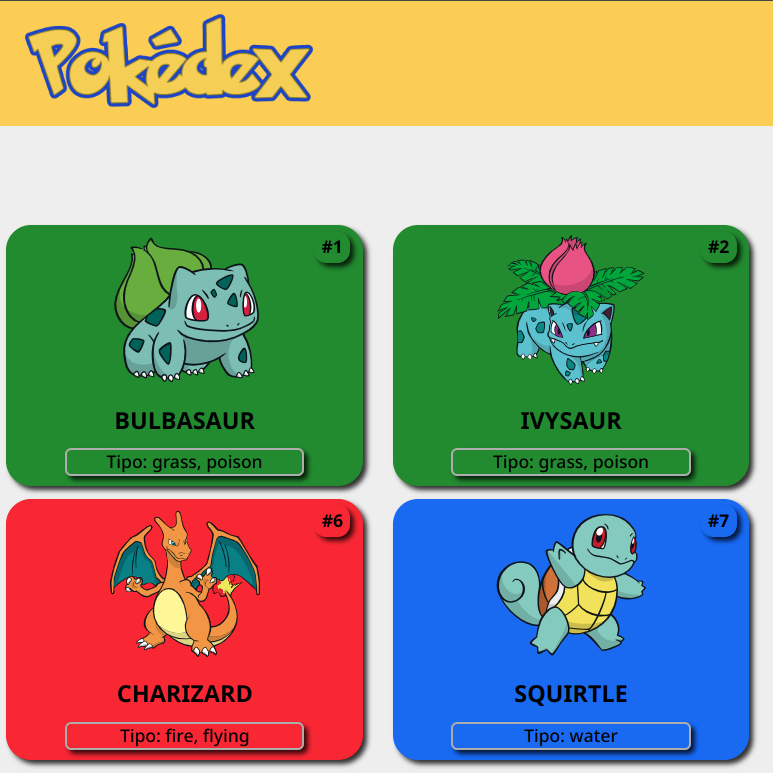 Pokédex
#1
BULBASAUR
Tipo: grass, poison
#2
IVYSAUR
Tipo: grass, poison
#6
CHARIZARD
Tipo: fire, flying
#7
SQUIRTLE
Tipo: water